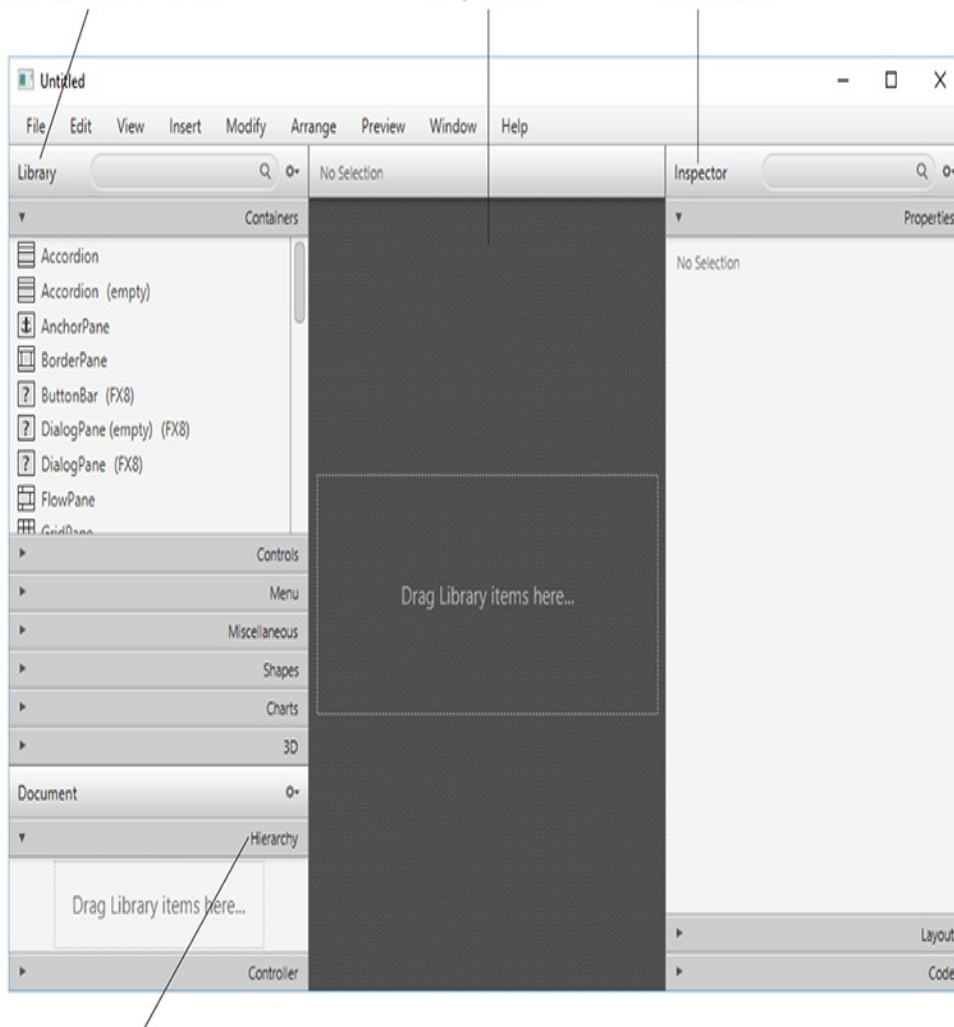 Untitled
File Edit View Insert Modify Arrange Preview Window Help
Library
No Selection
Inspector
Containers
Properties
Accordion
Accordion (empty)
AnchorPane
BorderPane
ButtonBar (FX8)
DialogPane (empty) (FX8)
DialogPane (FX8)
FlowPane
GridPane
No Selection
Controls
Menu
Miscellaneous
Shapes
Charts
3D
Drag Library items here...
Document
Hierarchy
Drag Library items here...
Controller
Layout
Code